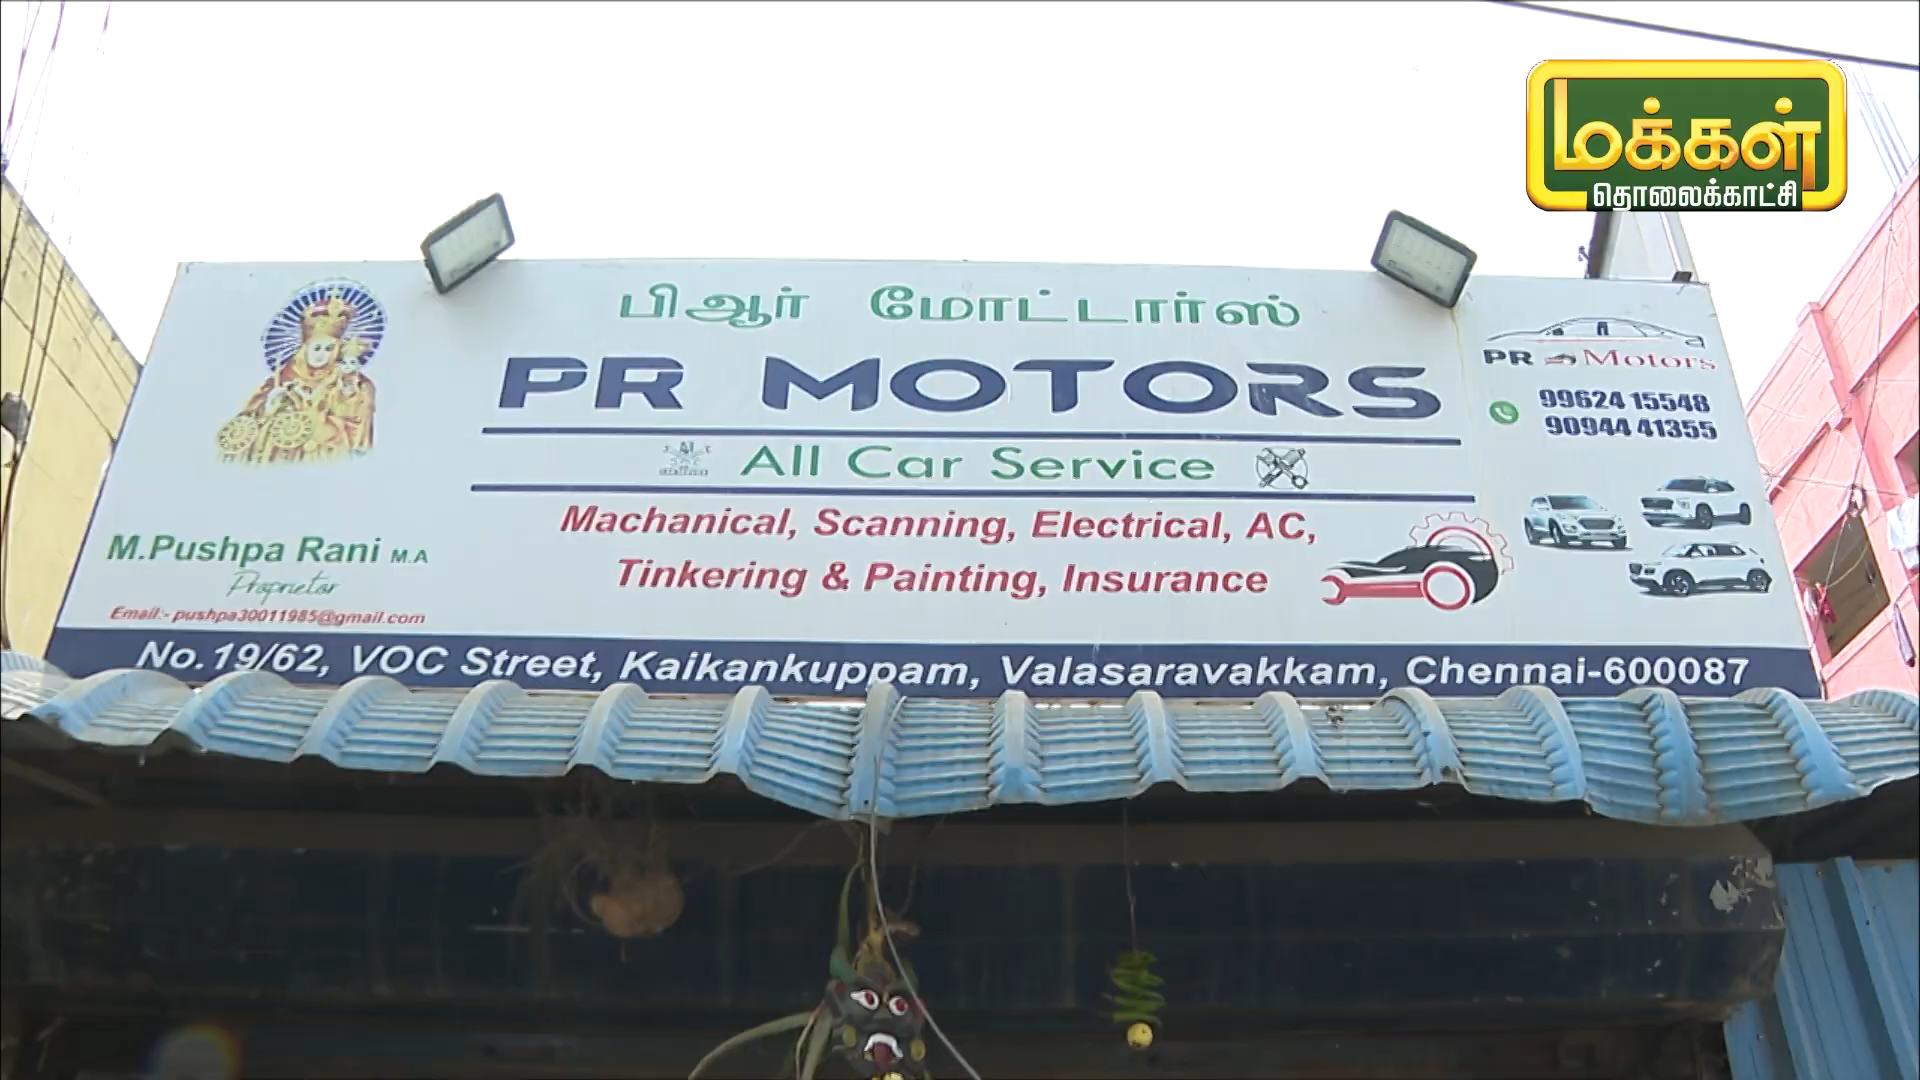 மக்கள்
தொலைக்காட்சி
பிஆர் மோட்டார்ஸ்
PR MOTORS
All Car Service
Machanical, Scanning, Electrical, AC,
Tinkering & Painting, Insurance
PR Motors
99624 15548
90944 41355
M.Pushpa Rani M.A
Proprietor
Email:- pushpa30011985@gmail.com
No.19/62, VOC Street, Kaikankuppam, Valasaravakkam, Chennai-600087